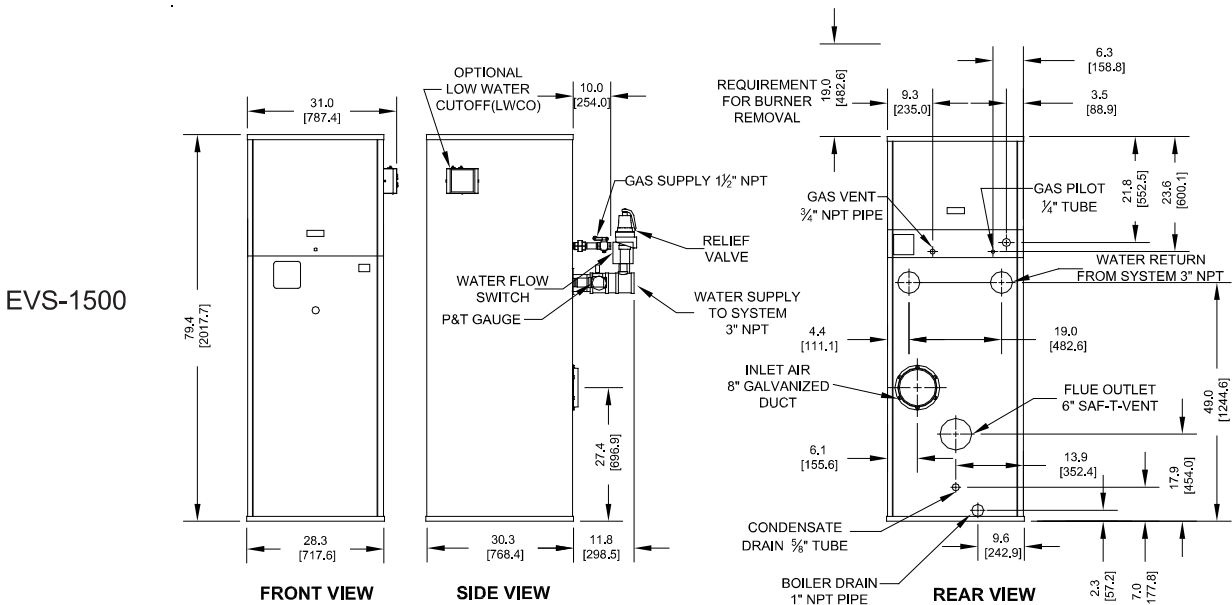 EVS-1500
31.0
[787.4]
79.4
[2017.7]
28.3
[717.6]
FRONT VIEW
OPTIONAL
LOW WATER
CUTOFF(LWCO)
10.0
[254.0]
GAS SUPPLY 1½" NPT
RELIEF
VALVE
WATER FLOW
SWITCH
P&T GAUGE
WATER SUPPLY
TO SYSTEM
3" NPT
27.4
[696.9]
30.3
[768.4]
11.8
[298.5]
SIDE VIEW
19.0
[482.6]
REQUIREMENT
FOR BURNER
REMOVAL
9.3
[235.0]
6.3
[158.8]
3.5
[88.9]
21.8
[552.5]
23.6
[600.1]
GAS VENT
¾" NPT PIPE
GAS PILOT
¼" TUBE
WATER RETURN
FROM SYSTEM 3" NPT
4.4
[111.1]
19.0
[482.6]
INLET AIR
8" GALVANIZED
DUCT
FLUE OUTLET
6" SAF-T-VENT
49.0
[1244.6]
6.1
[155.6]
13.9
[352.4]
17.9
[454.0]
CONDENSATE
DRAIN ⅝" TUBE
9.6
[242.9]
BOILER DRAIN
1" NPT PIPE
2.3
[57.2]
7.0
177.8]
REAR VIEW